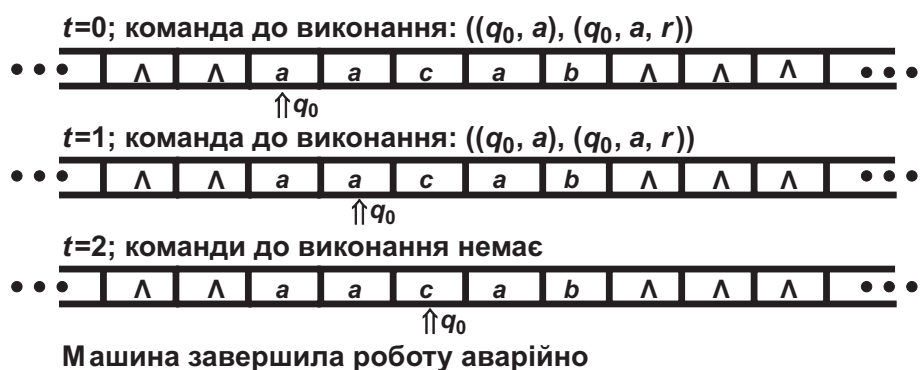 t=0; команда до виконання: ((q₀, a), (q₀, a, r))
••• Λ Λ a a c a b Λ Λ Λ •••
⇑q₀
t=1; команда до виконання: ((q₀, a), (q₀, a, r))
••• Λ Λ a a c a b Λ Λ Λ •••
⇑q₀
t=2; команди до виконання немає
••• Λ Λ a a c a b Λ Λ Λ •••
⇑q₀
Машина завершила роботу аварійно